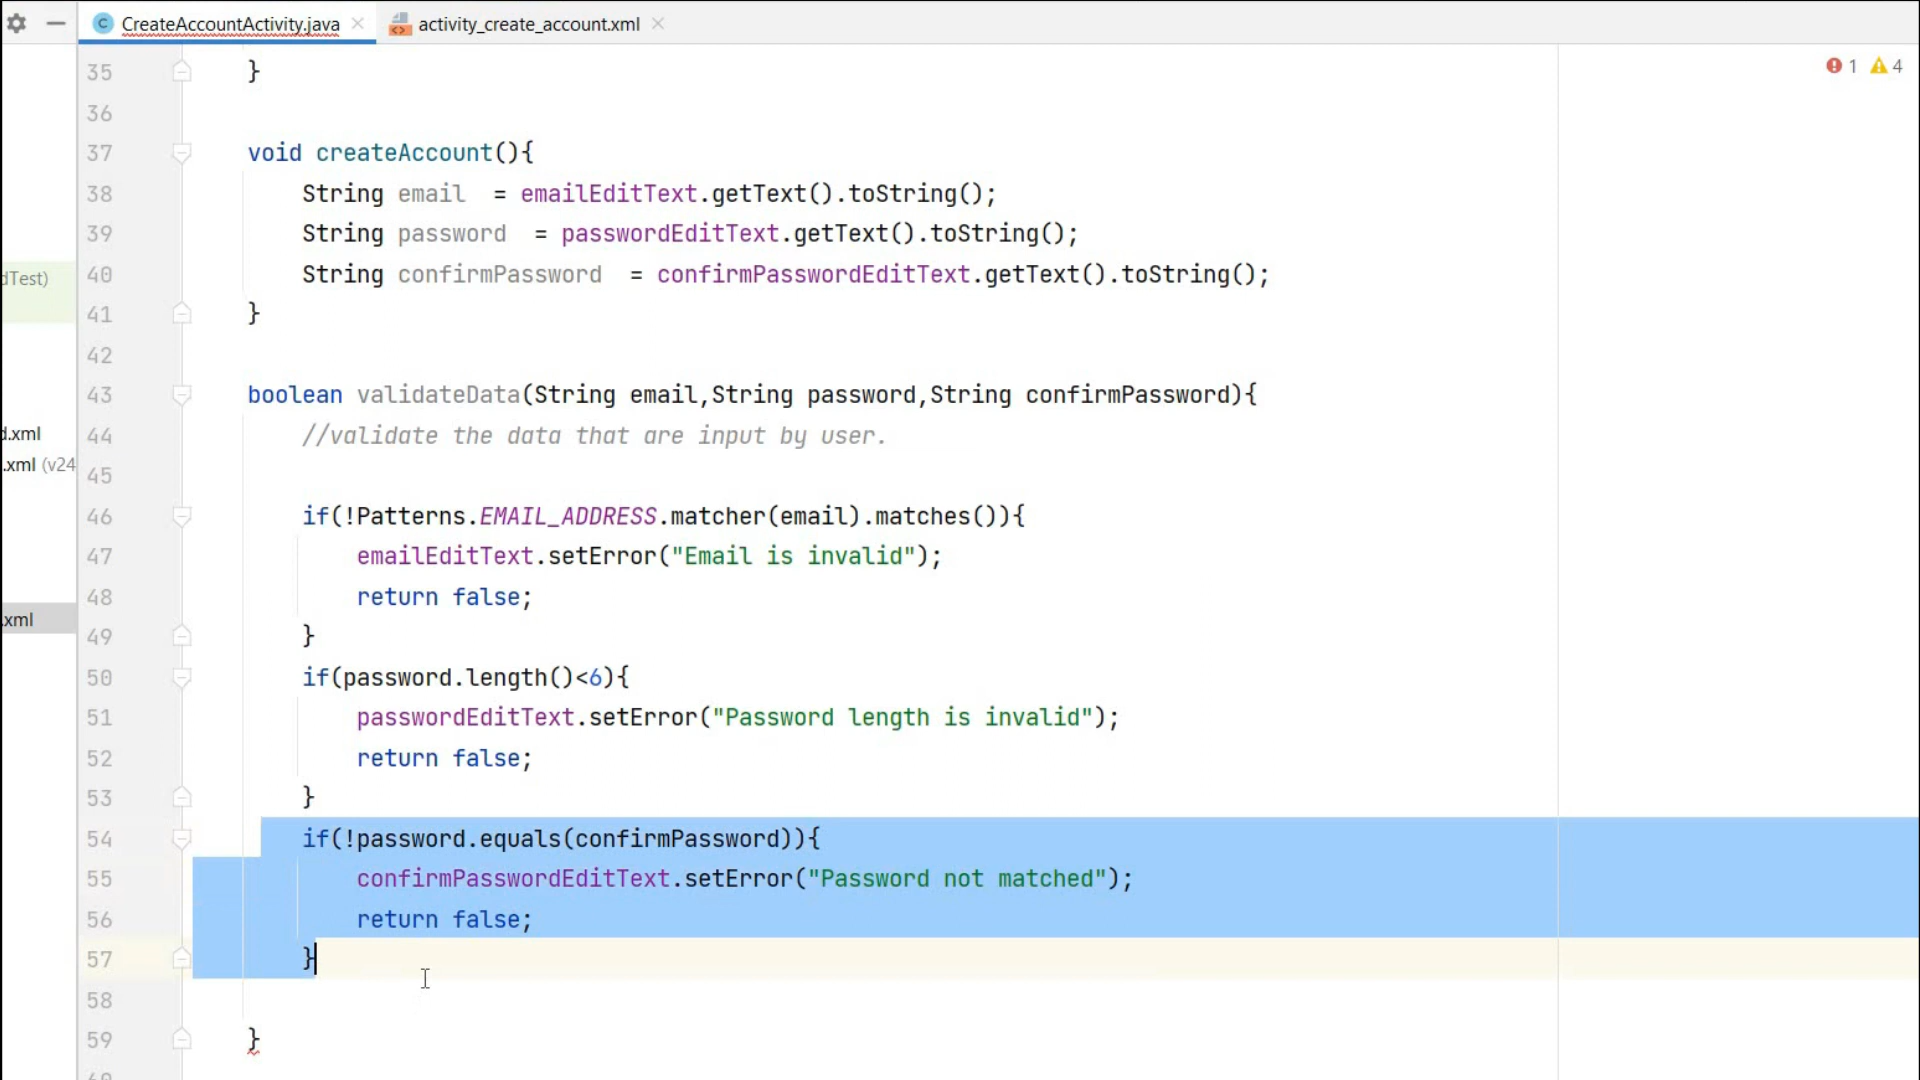 CreateAccountActivity.java
activity_create_account.xml
1 4
35 }
36
37 void createAccount(){
38 String email = emailEditText.getText().toString();
39 String password = passwordEditText.getText().toString();
40 String confirmPassword = confirmPasswordEditText.getText().toString();
41 }
42
43 boolean validateData(String email,String password,String confirmPassword){
44 //validate the data that are input by user.
45
46 if(!Patterns.EMAIL_ADDRESS.matcher(email).matches()){
47 emailEditText.setError("Email is invalid");
48 return false;
49 }
50 if(password.length()<6){
51 passwordEditText.setError("Password length is invalid");
52 return false;
53 }
54 if(!password.equals(confirmPassword)){
55 confirmPasswordEditText.setError("Password not matched");
56 return false;
57 }
58
59 }
dTest)
d.xml
.xml (v24
.xml